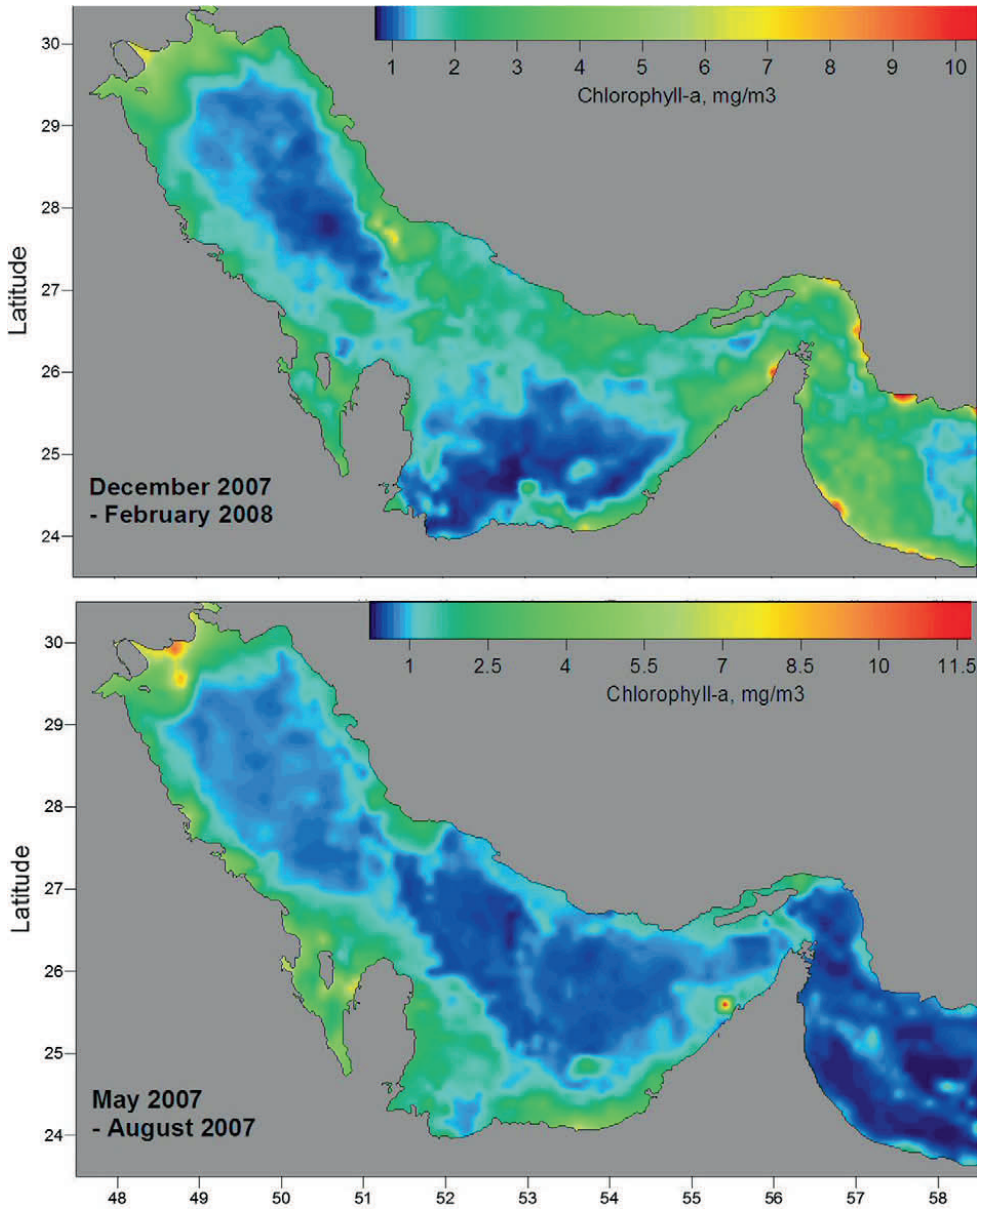 30
1 2 3 4 5 6 7 8 9 10
Chlorophyll-a, mg/m3
29
28
Latitude
27
26
25
December 2007
- February 2008
24
30
1 2.5 4 5.5 7 8.5 10 11.5
Chlorophyll-a, mg/m3
29
28
Latitude
27
26
25
May 2007
- August 2007
24
48 49 50 51 52 53 54 55 56 57 58